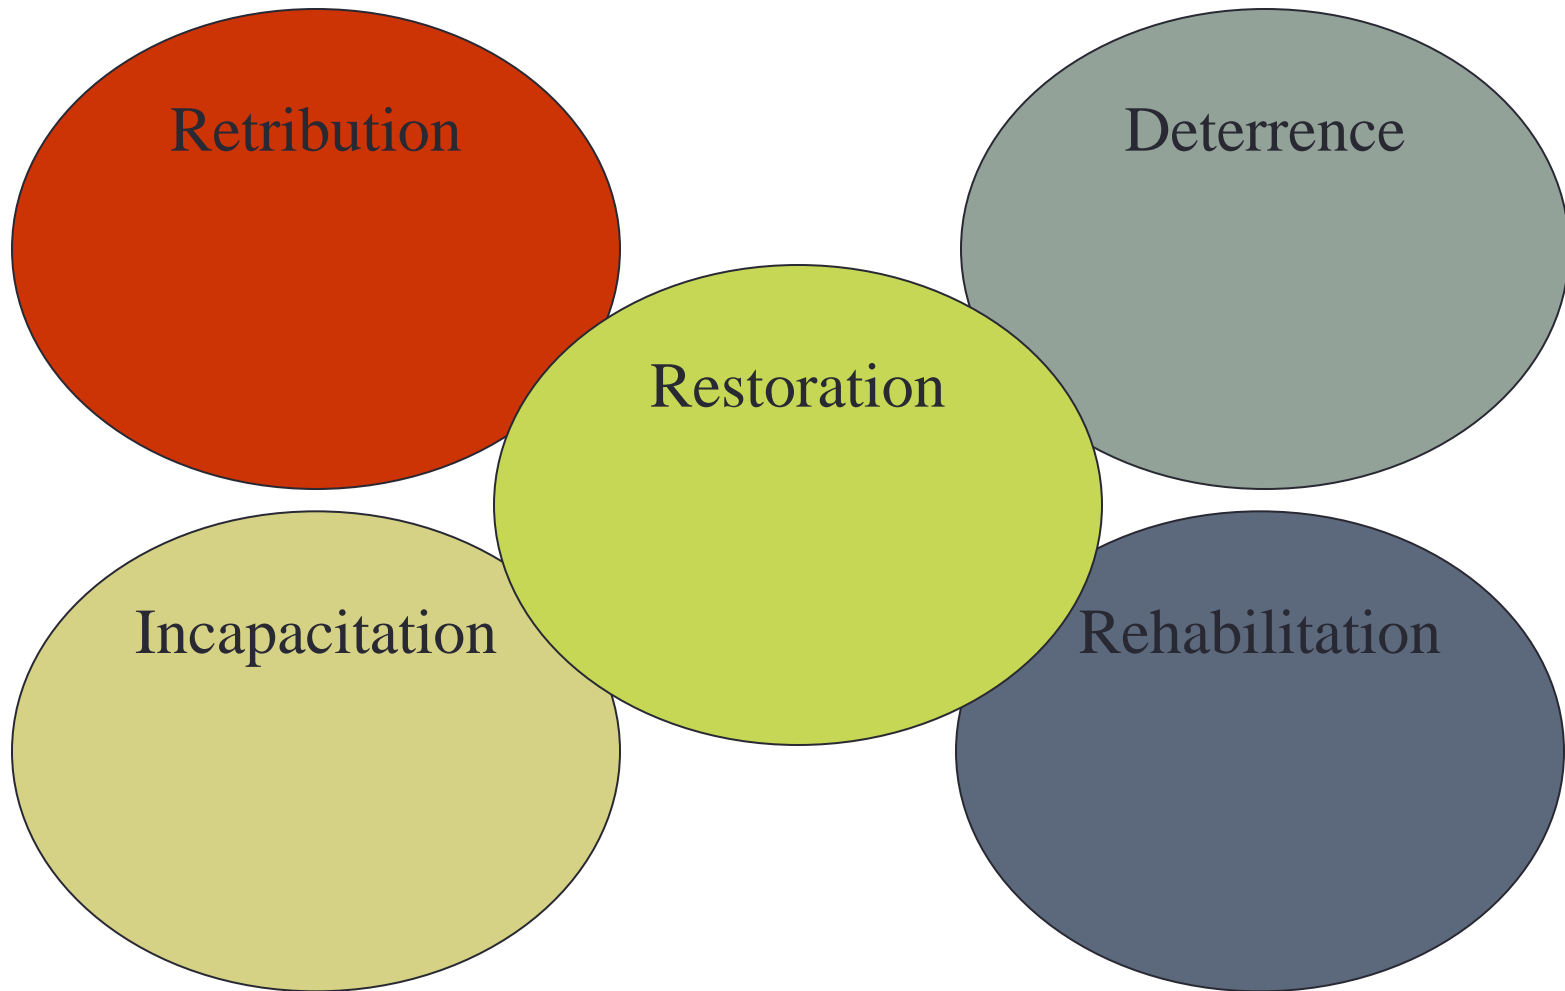 Retribution
Deterrence
Restoration
Incapacitation
Rehabilitation